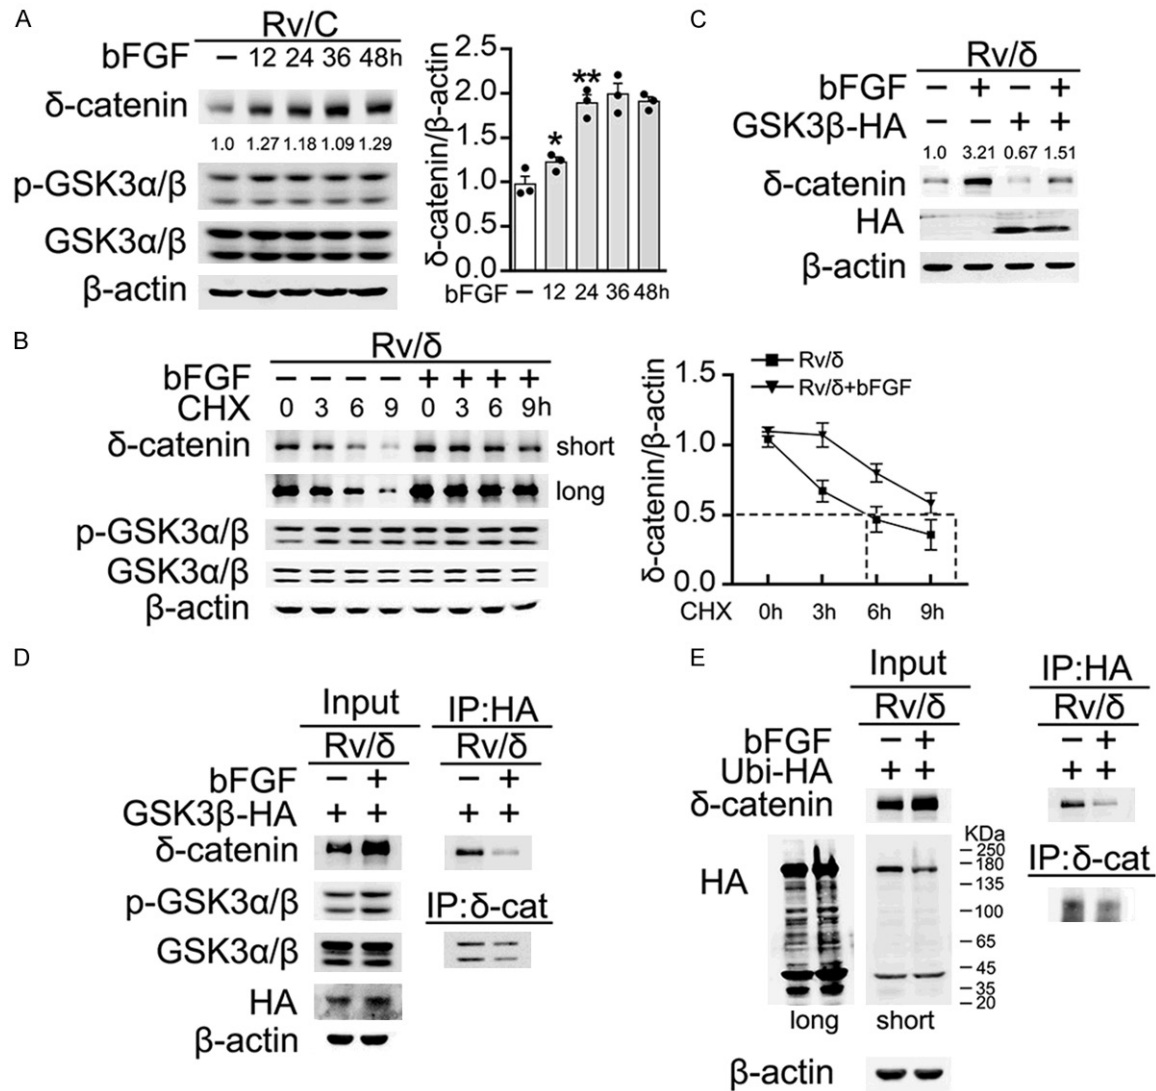 A
Rv/C
bFGF – 12 24 36 48h
δ-catenin
1.0 1.27 1.18 1.09 1.29
p-GSK3α/β
GSK3α/β
β-actin
δ-catenin/β-actin
2.5
2.0
1.5
1.0
0.5
0.0
* **
bFGF – 12 24 36 48h
C
Rv/δ
bFGF – + – +
GSK3β-HA – – + +
1.0 3.21 0.67 1.51
δ-catenin
HA
β-actin
B
Rv/δ
bFGF – – – – + + + +
CHX 0 3 6 9 0 3 6 9h
δ-catenin short
long
p-GSK3α/β
GSK3α/β
β-actin
Rv/δ
Rv/δ+bFGF
δ-catenin/β-actin
1.5
1.0
0.5
0.0
CHX 0h 3h 6h 9h
D
Input IP:HA
Rv/δ Rv/δ
bFGF – + – +
GSK3β-HA + + + +
δ-catenin
p-GSK3α/β IP:δ-cat
GSK3α/β
HA
β-actin
E
Input IP:HA
Rv/δ Rv/δ
bFGF – + – +
Ubi-HA + + + +
δ-catenin
KDa
250
180
135
100
65
45
35
20
HA
IP:δ-cat
long short
β-actin